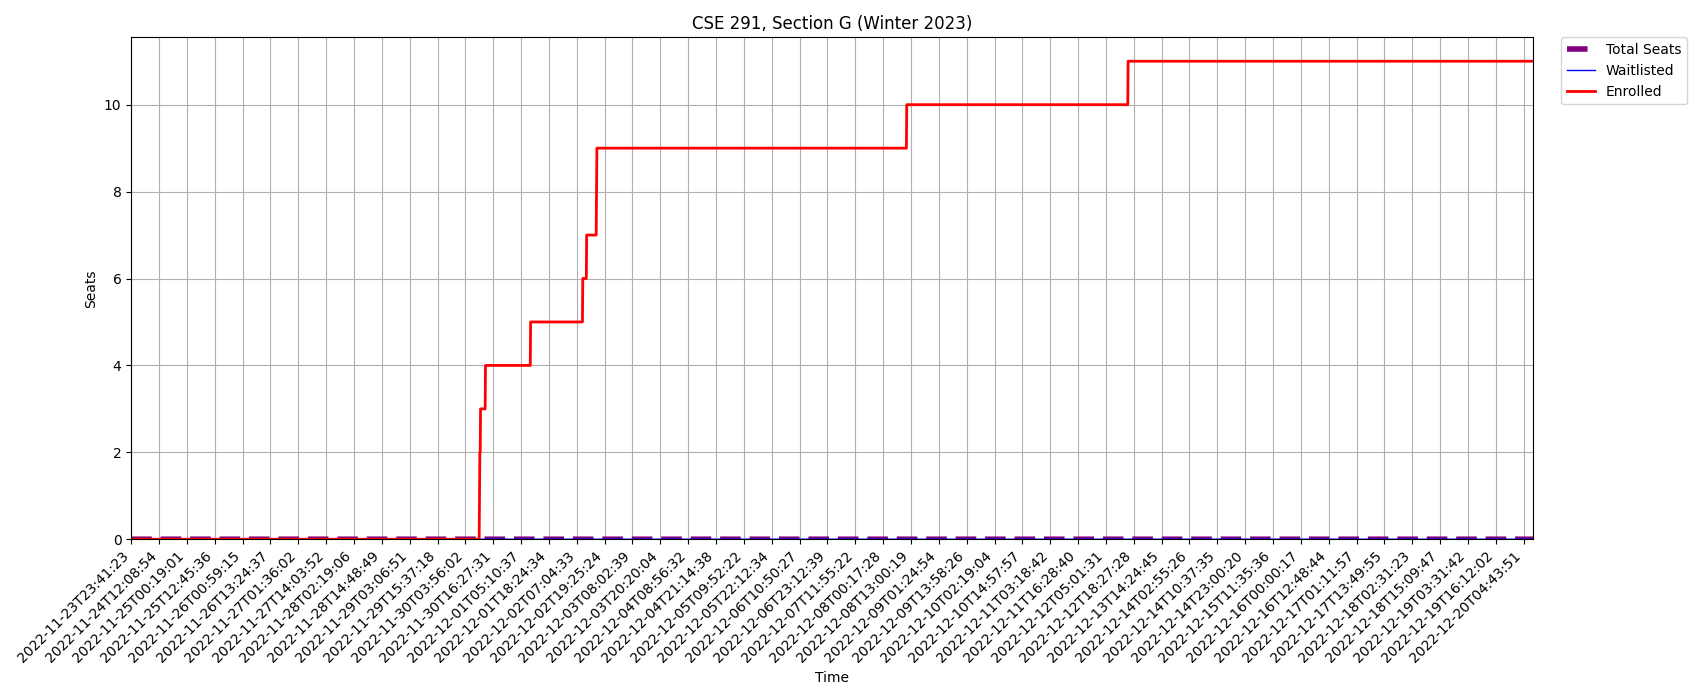 CSE 291, Section G (Winter 2023)
Total Seats
Waitlisted
Enrolled
Seats
10
8
6
4
2
0
2022-11-23T23:41:23
2022-11-24T12:08:54
2022-11-25T00:19:01
2022-11-25T12:45:36
2022-11-26T00:59:15
2022-11-26T13:24:37
2022-11-27T01:36:02
2022-11-27T14:03:52
2022-11-28T02:19:06
2022-11-28T14:48:49
2022-11-29T03:06:51
2022-11-29T15:37:18
2022-11-30T03:56:02
2022-11-30T16:27:31
2022-12-01T05:10:37
2022-12-01T18:24:34
2022-12-02T07:04:33
2022-12-02T19:25:24
2022-12-03T08:02:39
2022-12-03T20:20:04
2022-12-04T08:56:32
2022-12-04T21:14:38
2022-12-05T09:52:22
2022-12-05T22:12:34
2022-12-06T10:50:27
2022-12-06T23:12:39
2022-12-07T11:55:22
2022-12-08T00:17:28
2022-12-08T13:00:19
2022-12-09T01:24:54
2022-12-09T13:58:26
2022-12-10T02:19:04
2022-12-10T14:57:57
2022-12-11T03:18:42
2022-12-11T16:28:40
2022-12-12T05:01:31
2022-12-12T18:27:28
2022-12-13T14:24:45
2022-12-14T02:55:26
2022-12-14T10:37:35
2022-12-14T23:00:20
2022-12-15T11:35:36
2022-12-16T00:00:17
2022-12-16T12:48:44
2022-12-17T01:11:57
2022-12-17T13:49:55
2022-12-18T02:31:23
2022-12-18T15:09:47
2022-12-19T03:31:42
2022-12-19T16:12:02
2022-12-20T04:43:51
Time